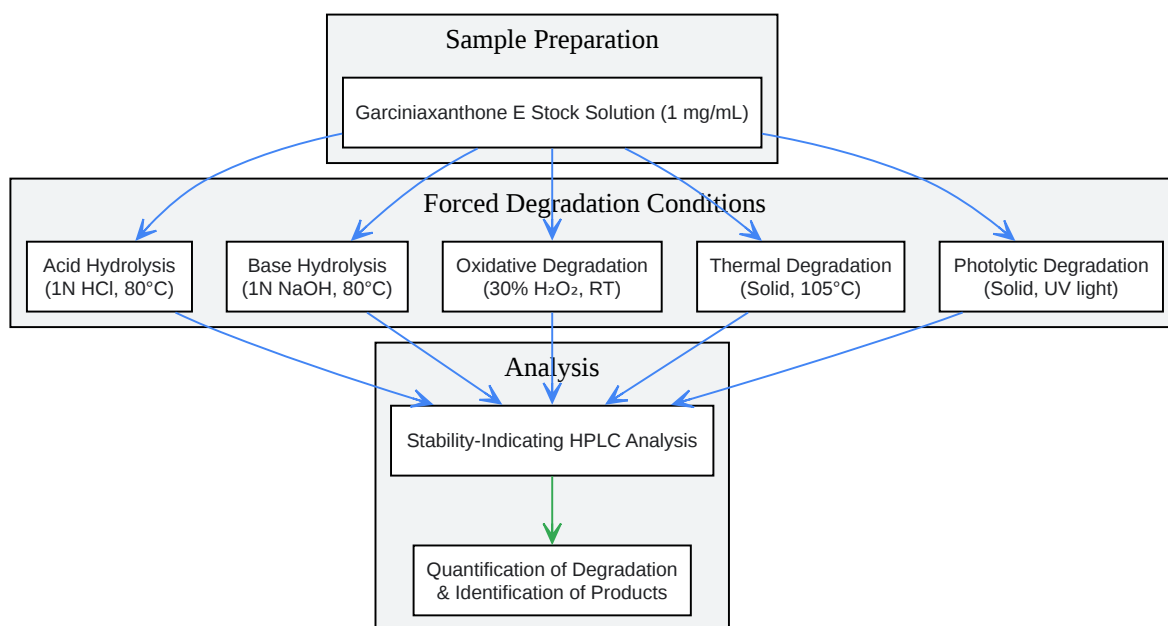 Sample Preparation
Garciniaxanthone E Stock Solution (1 mg/mL)
Forced Degradation Conditions
Acid Hydrolysis
(1N HCl, 80°C)
Base Hydrolysis
(1N NaOH, 80°C)
Oxidative Degradation
(30% H₂O₂, RT)
Thermal Degradation
(Solid, 105°C)
Photolytic Degradation
(Solid, UV light)
Analysis
Stability-Indicating HPLC Analysis
Quantification of Degradation
& Identification of Products